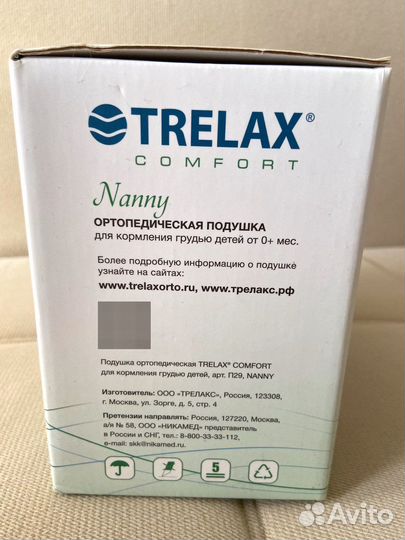 TRELAX®
COMFORT
Nanny
ОРТОПЕДИЧЕСКАЯ ПОДУШКА
для кормления грудью детей от 0+ мес.
Более подробную информацию о подушке
узнайте на сайтах:
www.trelaxorto.ru, www.трелакс.рф
Подушка ортопедическая TRELAX® COMFORT
для кормления грудью детей, арт. П29, NANNY
Изготовитель: ООО «ТРЕЛАКС», Россия, 123308,
г. Москва, ул. Зорге, д. 5, стр. 4
Претензии направлять: Россия, 127220, Москва,
а/я № 58, ООО «НИКАМЕД» представитель
в России и СНГ, тел.: 8-800-33-33-112,
e-mail: skk@nikamed.ru
5
Avito